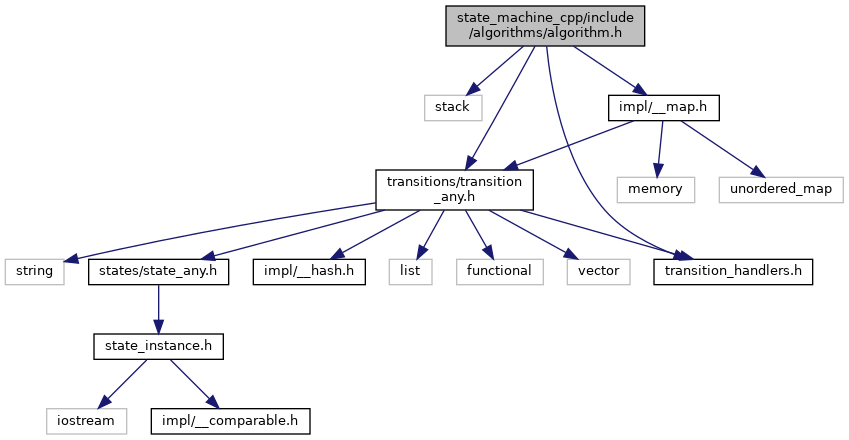 state_machine_cpp/include
/algorithms/algorithm.h
stack
impl/__map.h
transitions/transition
_any.h
memory
unordered_map
string
states/state_any.h
impl/__hash.h
list
functional
vector
transition_handlers.h
state_instance.h
iostream
impl/__comparable.h